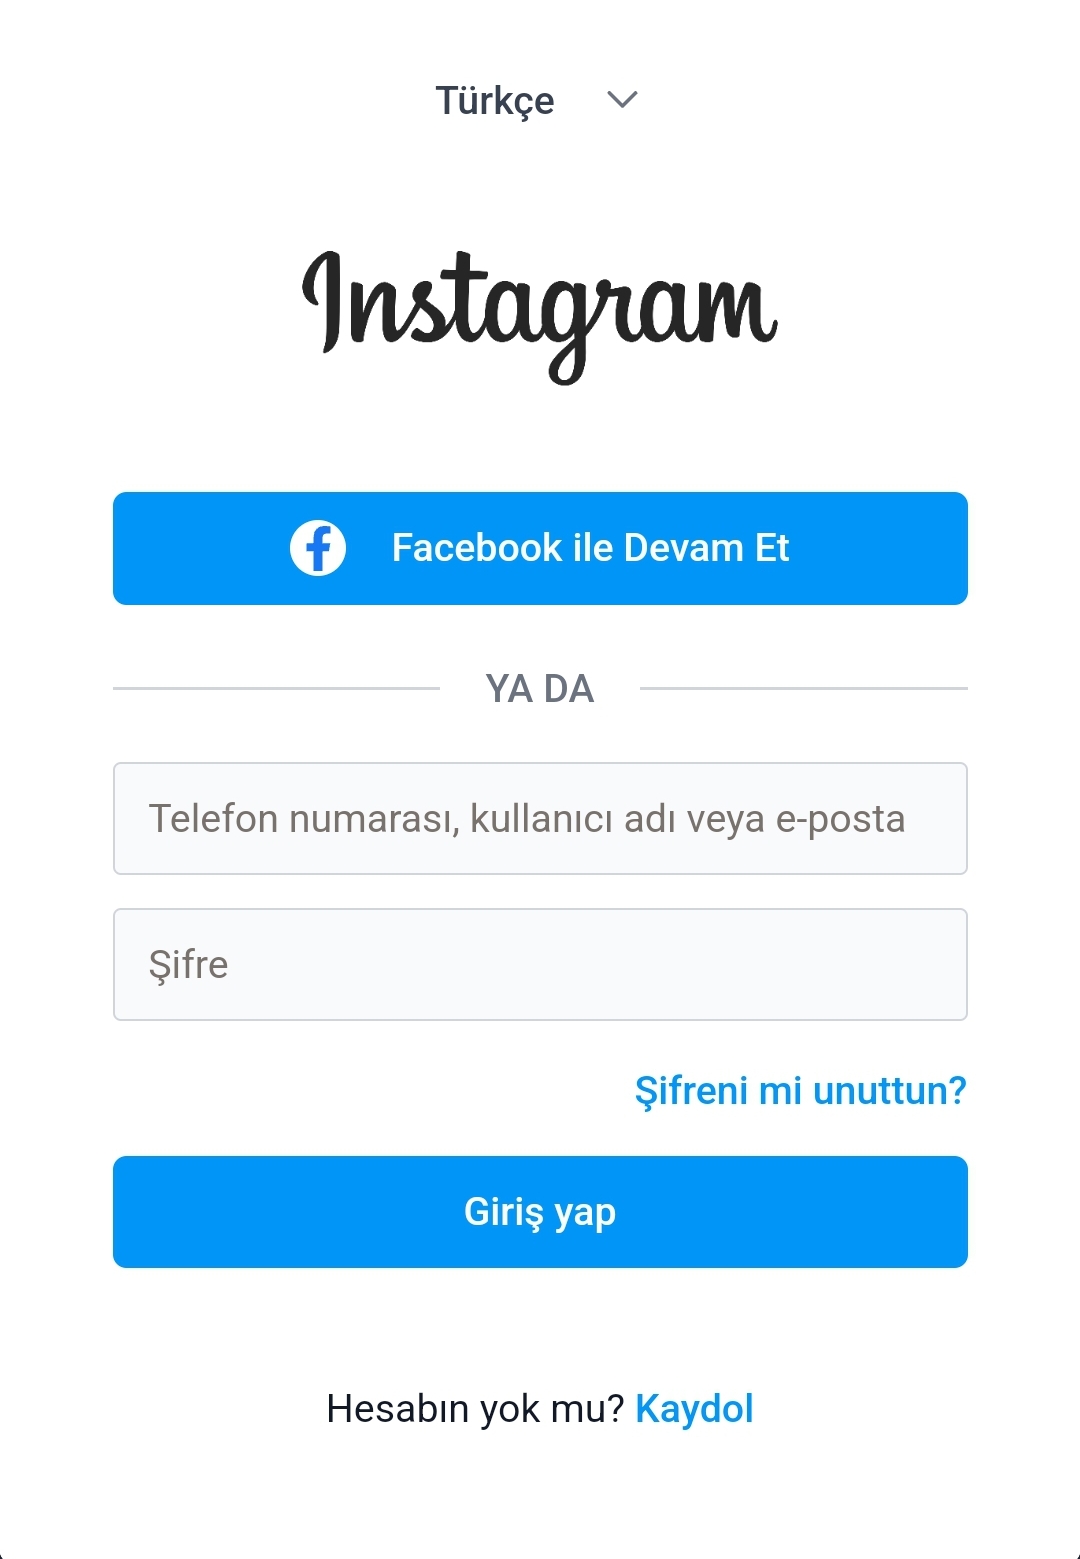 Türkçe
Instagram
Facebook ile Devam Et
YA DA
Telefon numarası, kullanıcı adı veya e-posta
Şifre
Şifreni mi unuttun?
Giriş yap
Hesabın yok mu? Kaydol